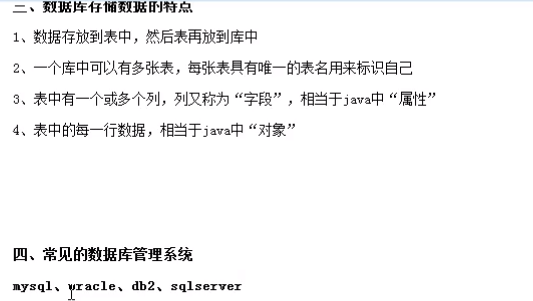 三、数据库存储数据的特点
1、数据存放到表中，然后表再放到库中
2、一个库中可以有多张表，每张表具有唯一的表名用来标识自己
3、表中有一个或多个列，列又称为“字段”，相当于java中“属性”
4、表中的每一行数据，相当于java中“对象”
四、常见的数据库管理系统
mysql、oracle、db2、sqlserver